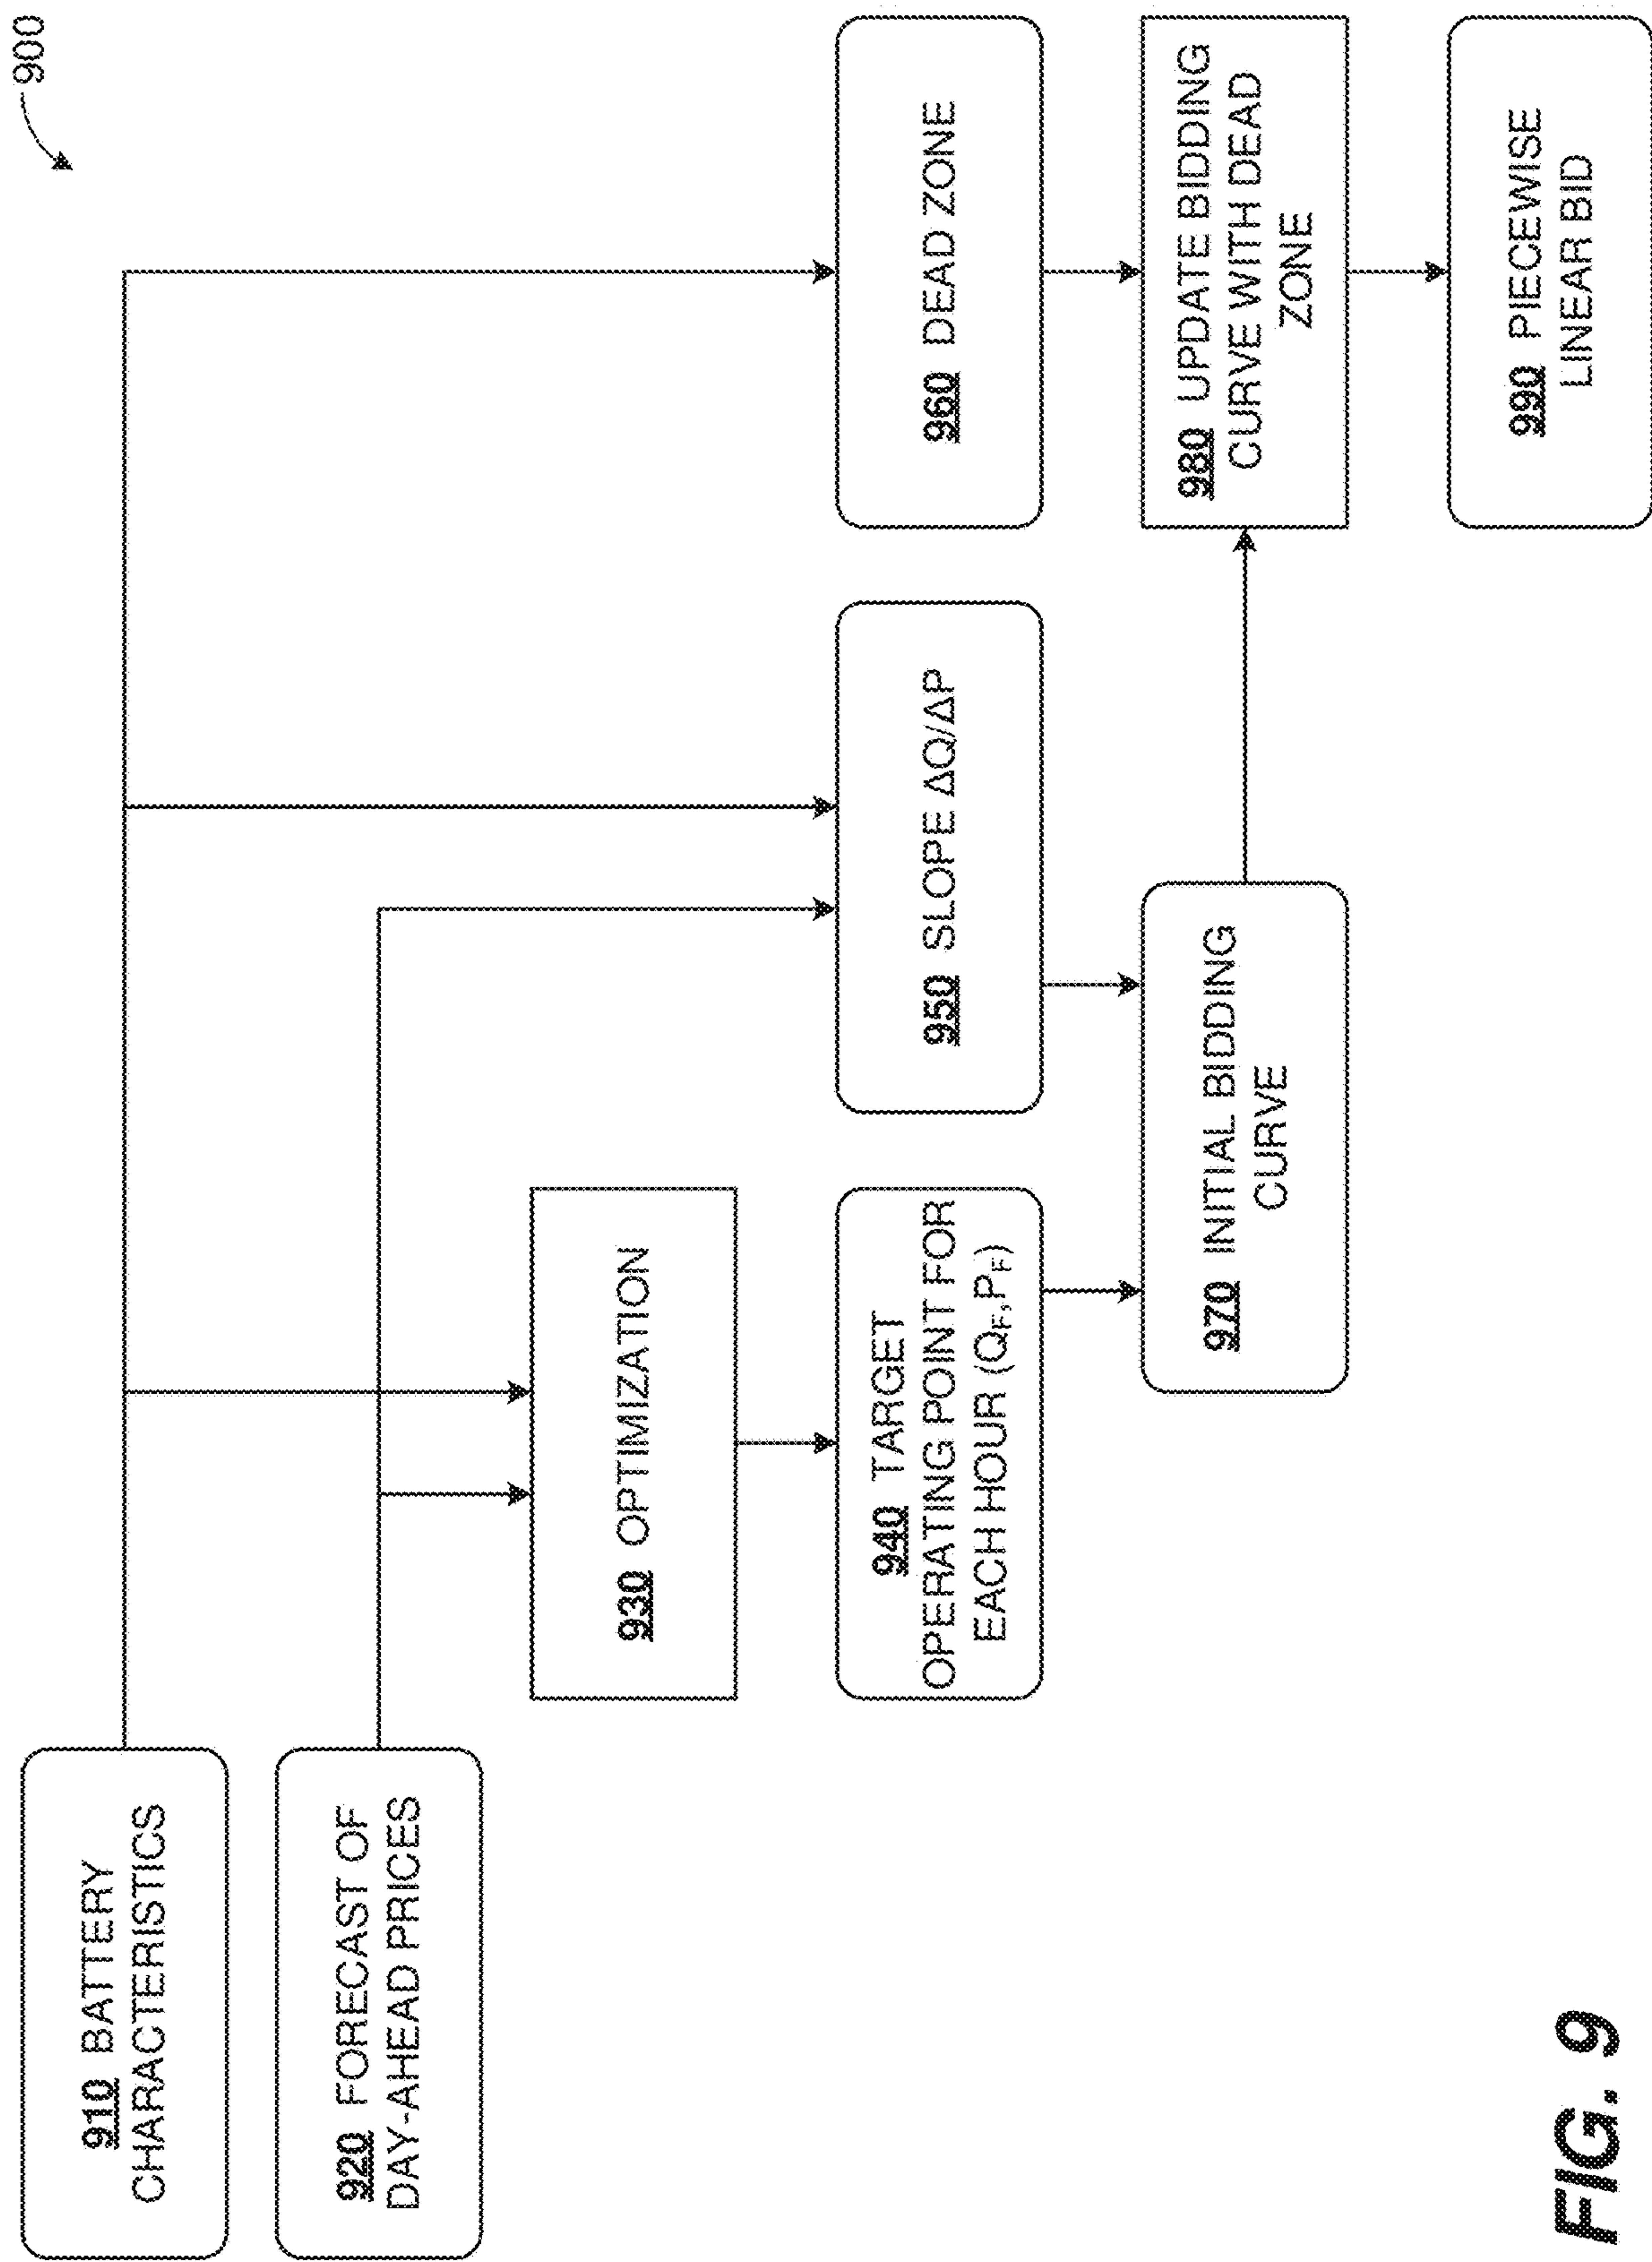 900
910 BATTERY
CHARACTERISTICS
920 FORECAST OF
DAY-AHEAD PRICES
930 OPTIMIZATION
940 TARGET
OPERATING POINT FOR
EACH HOUR (QF,PF)
950 SLOPE ΔQ/ΔP
960 DEAD ZONE
970 INITIAL BIDDING
CURVE
980 UPDATE BIDDING
CURVE WITH DEAD
ZONE
990 PIECEWISE
LINEAR BID
FIG. 9